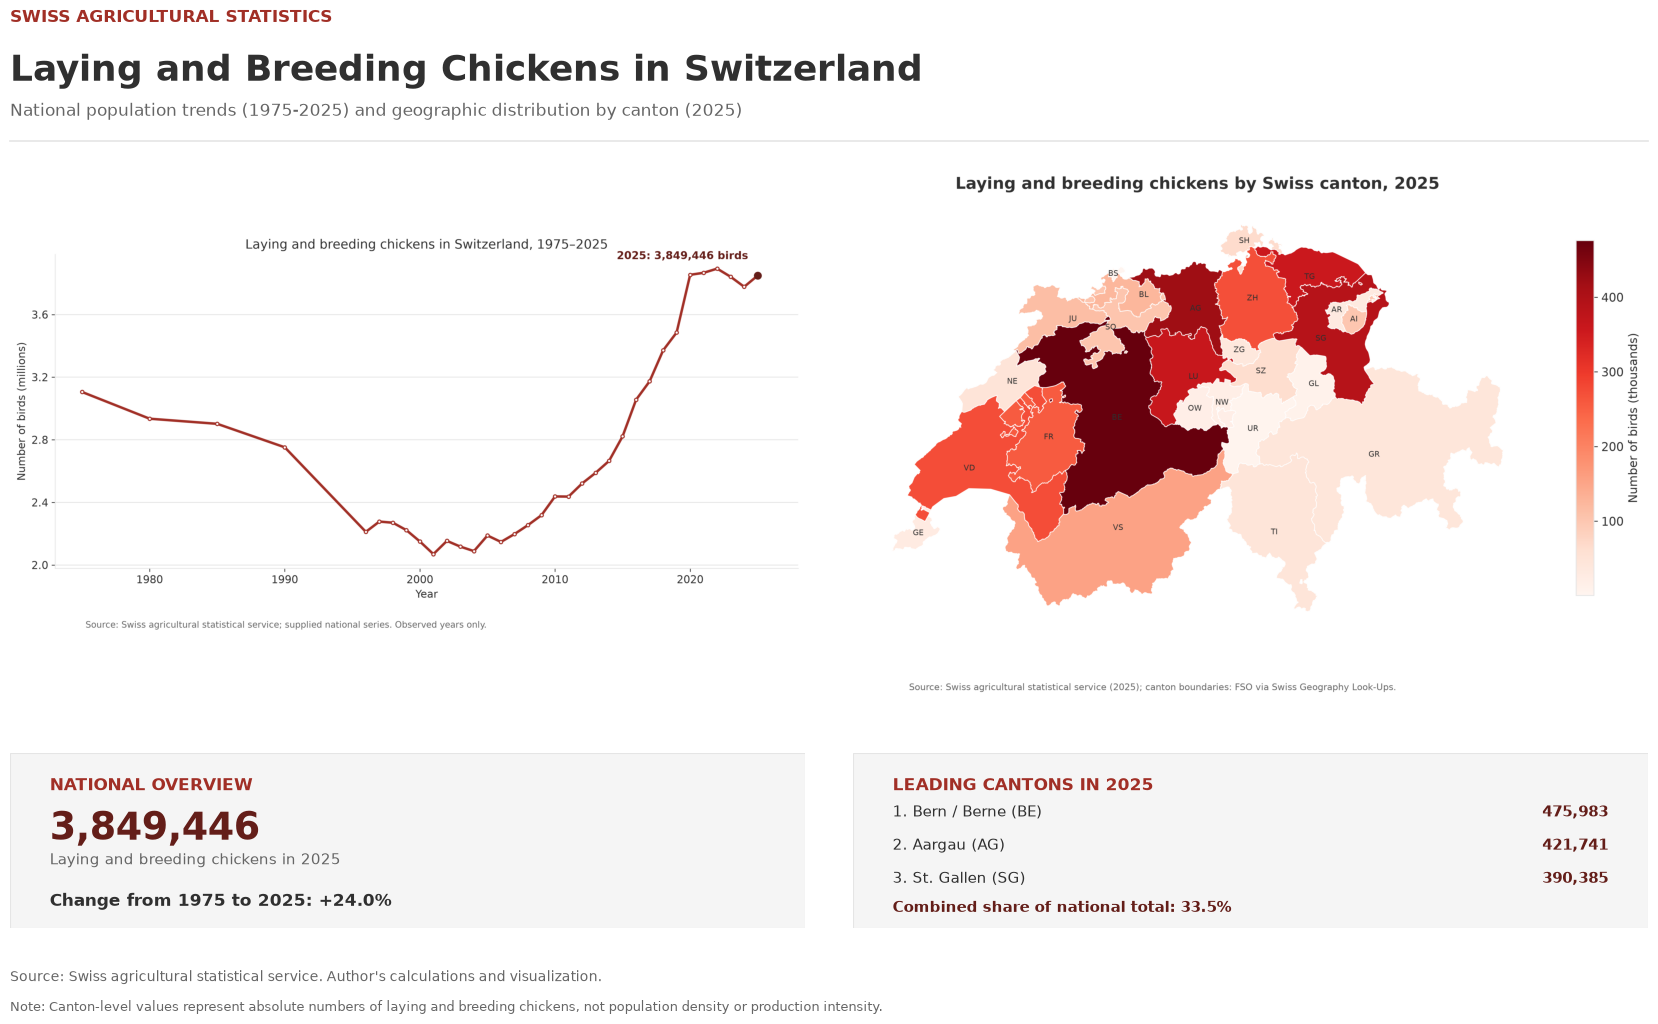 SWISS AGRICULTURAL STATISTICS
Laying and Breeding Chickens in Switzerland
National population trends (1975-2025) and geographic distribution by canton (2025)
Laying and breeding chickens in Switzerland, 1975–2025
2025: 3,849,446 birds
Number of birds (millions)
3.6
3.2
2.8
2.4
2.0
1980
1990
2000
2010
2020
Year
Source: Swiss agricultural statistical service; supplied national series. Observed years only.
Laying and breeding chickens by Swiss canton, 2025
SH
BS
TG
BL
ZH
AG
AR
AI
JU
SO
SG
ZG
SZ
LU
NE
GL
NW
OW
BE
UR
FR
GR
VD
VS
TI
GE
400
300
200
100
Number of birds (thousands)
Source: Swiss agricultural statistical service (2025); canton boundaries: FSO via Swiss Geography Look-Ups.
NATIONAL OVERVIEW
3,849,446
Laying and breeding chickens in 2025
Change from 1975 to 2025: +24.0%
LEADING CANTONS IN 2025
1. Bern / Berne (BE) 475,983
2. Aargau (AG) 421,741
3. St. Gallen (SG) 390,385
Combined share of national total: 33.5%
Source: Swiss agricultural statistical service. Author's calculations and visualization.
Note: Canton-level values represent absolute numbers of laying and breeding chickens, not population density or production intensity.